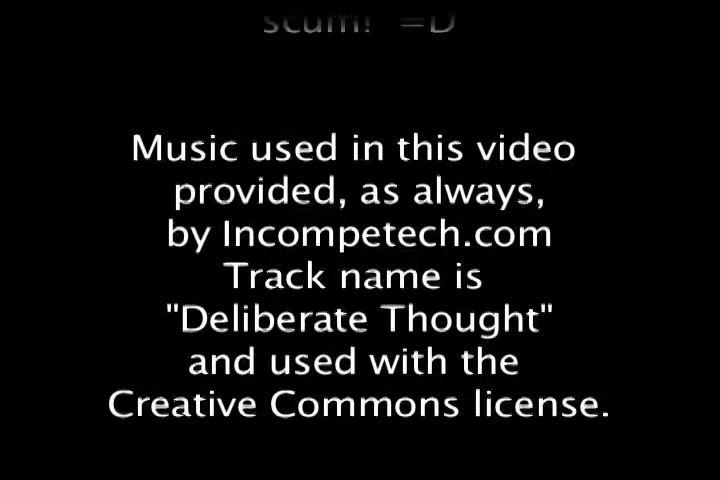 scum! =D
Music used in this video
provided, as always,
by Incompetech.com
Track name is
"Deliberate Thought"
and used with the
Creative Commons license.